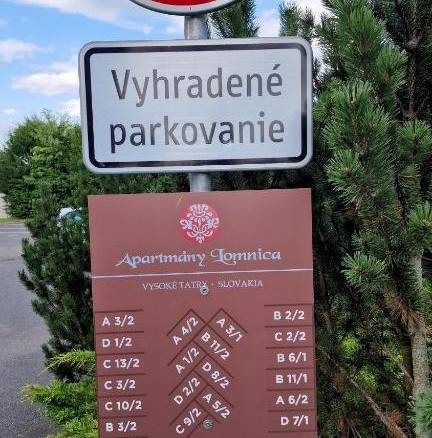 Vyhradené
parkovanie
Apartmány Lomnica
VYSOKÉ TATRY · SLOVAKIA
A 3/2
D 1/2
C 13/2
C 3/2
C 10/2
B 3/2
A 4/2
A 1/2
D 2/2
C 9/2
A 3/1
B 11/2
D 8/2
A 5/2
B 2/2
C 2/2
B 6/1
B 11/1
A 6/2
D 7/1